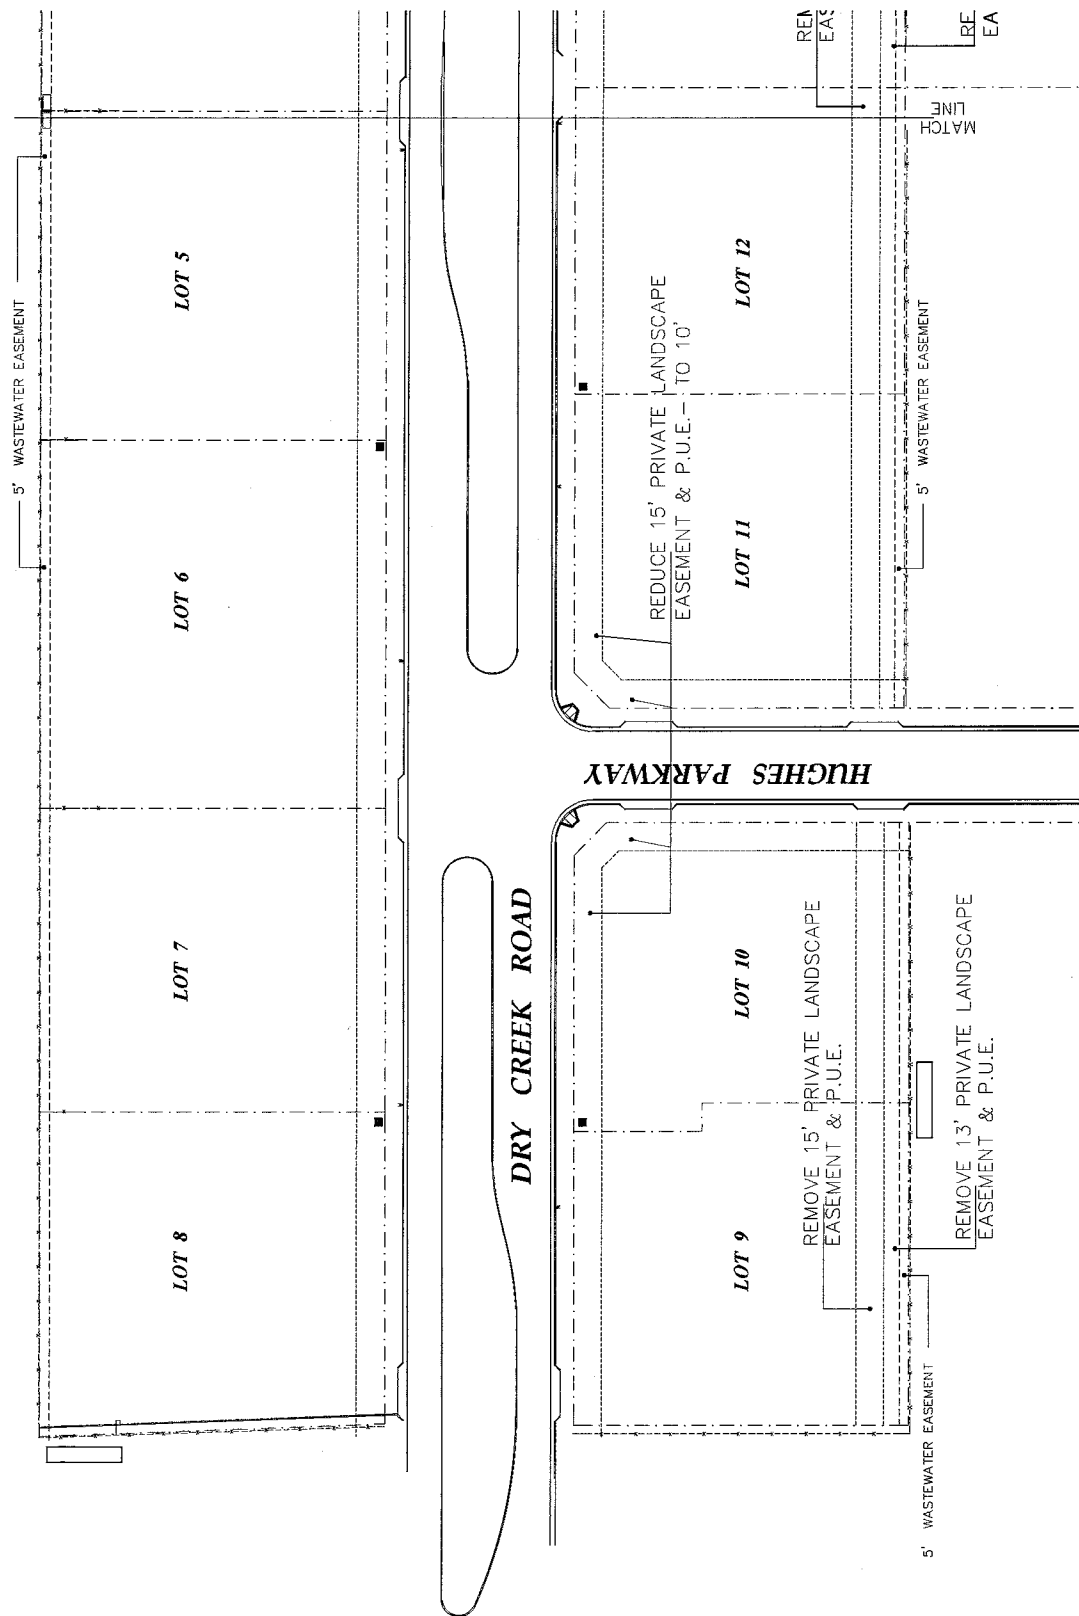 5' WASTEWATER EASEMENT
LOT 8
LOT 7
LOT 6
LOT 5
DRY CREEK ROAD
HUGHES PARKWAY
REDUCE 15' PRIVATE LANDSCAPE
EASEMENT & P.U.E.— TO 10'
LOT 9
LOT 10
LOT 11
LOT 12
REMOVE 15' PRIVATE LANDSCAPE
EASEMENT & P.U.E.
REMOVE 13' PRIVATE LANDSCAPE
EASEMENT & P.U.E.
5' WASTEWATER EASEMENT
5' WASTEWATER EASEMENT
MATCH
LINE